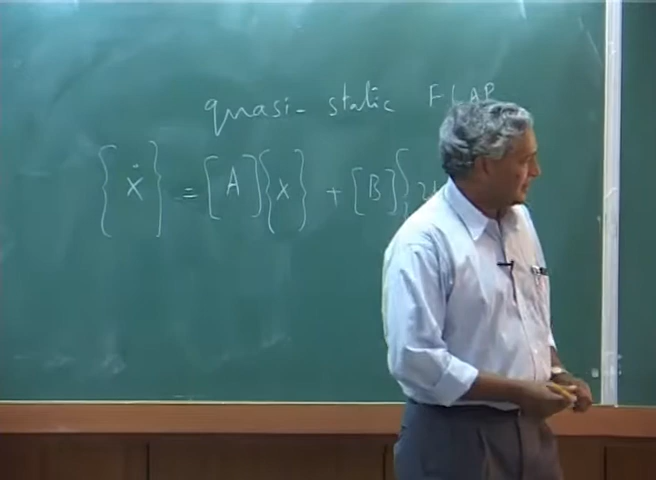 quasi-static FLAP
{Ẋ} = [A]{X} + [B]{